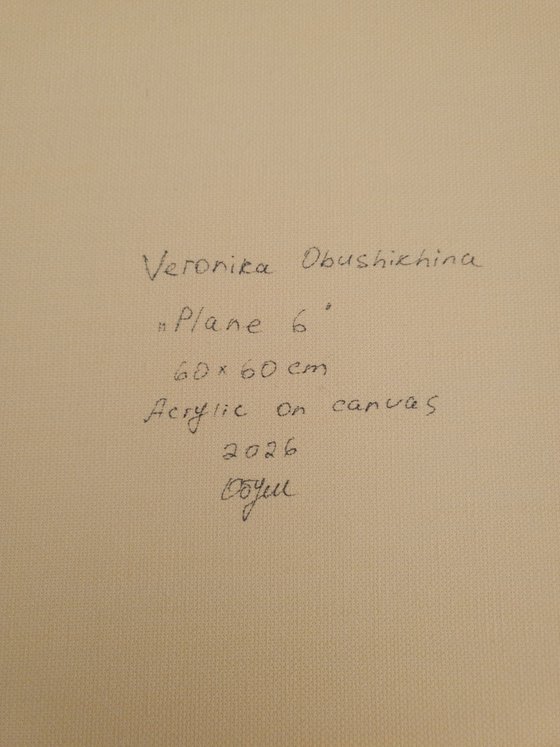 Veronika Obushikhina
„Plane 6"
60×60 cm
Acrylic on canvas
2026
Обуш